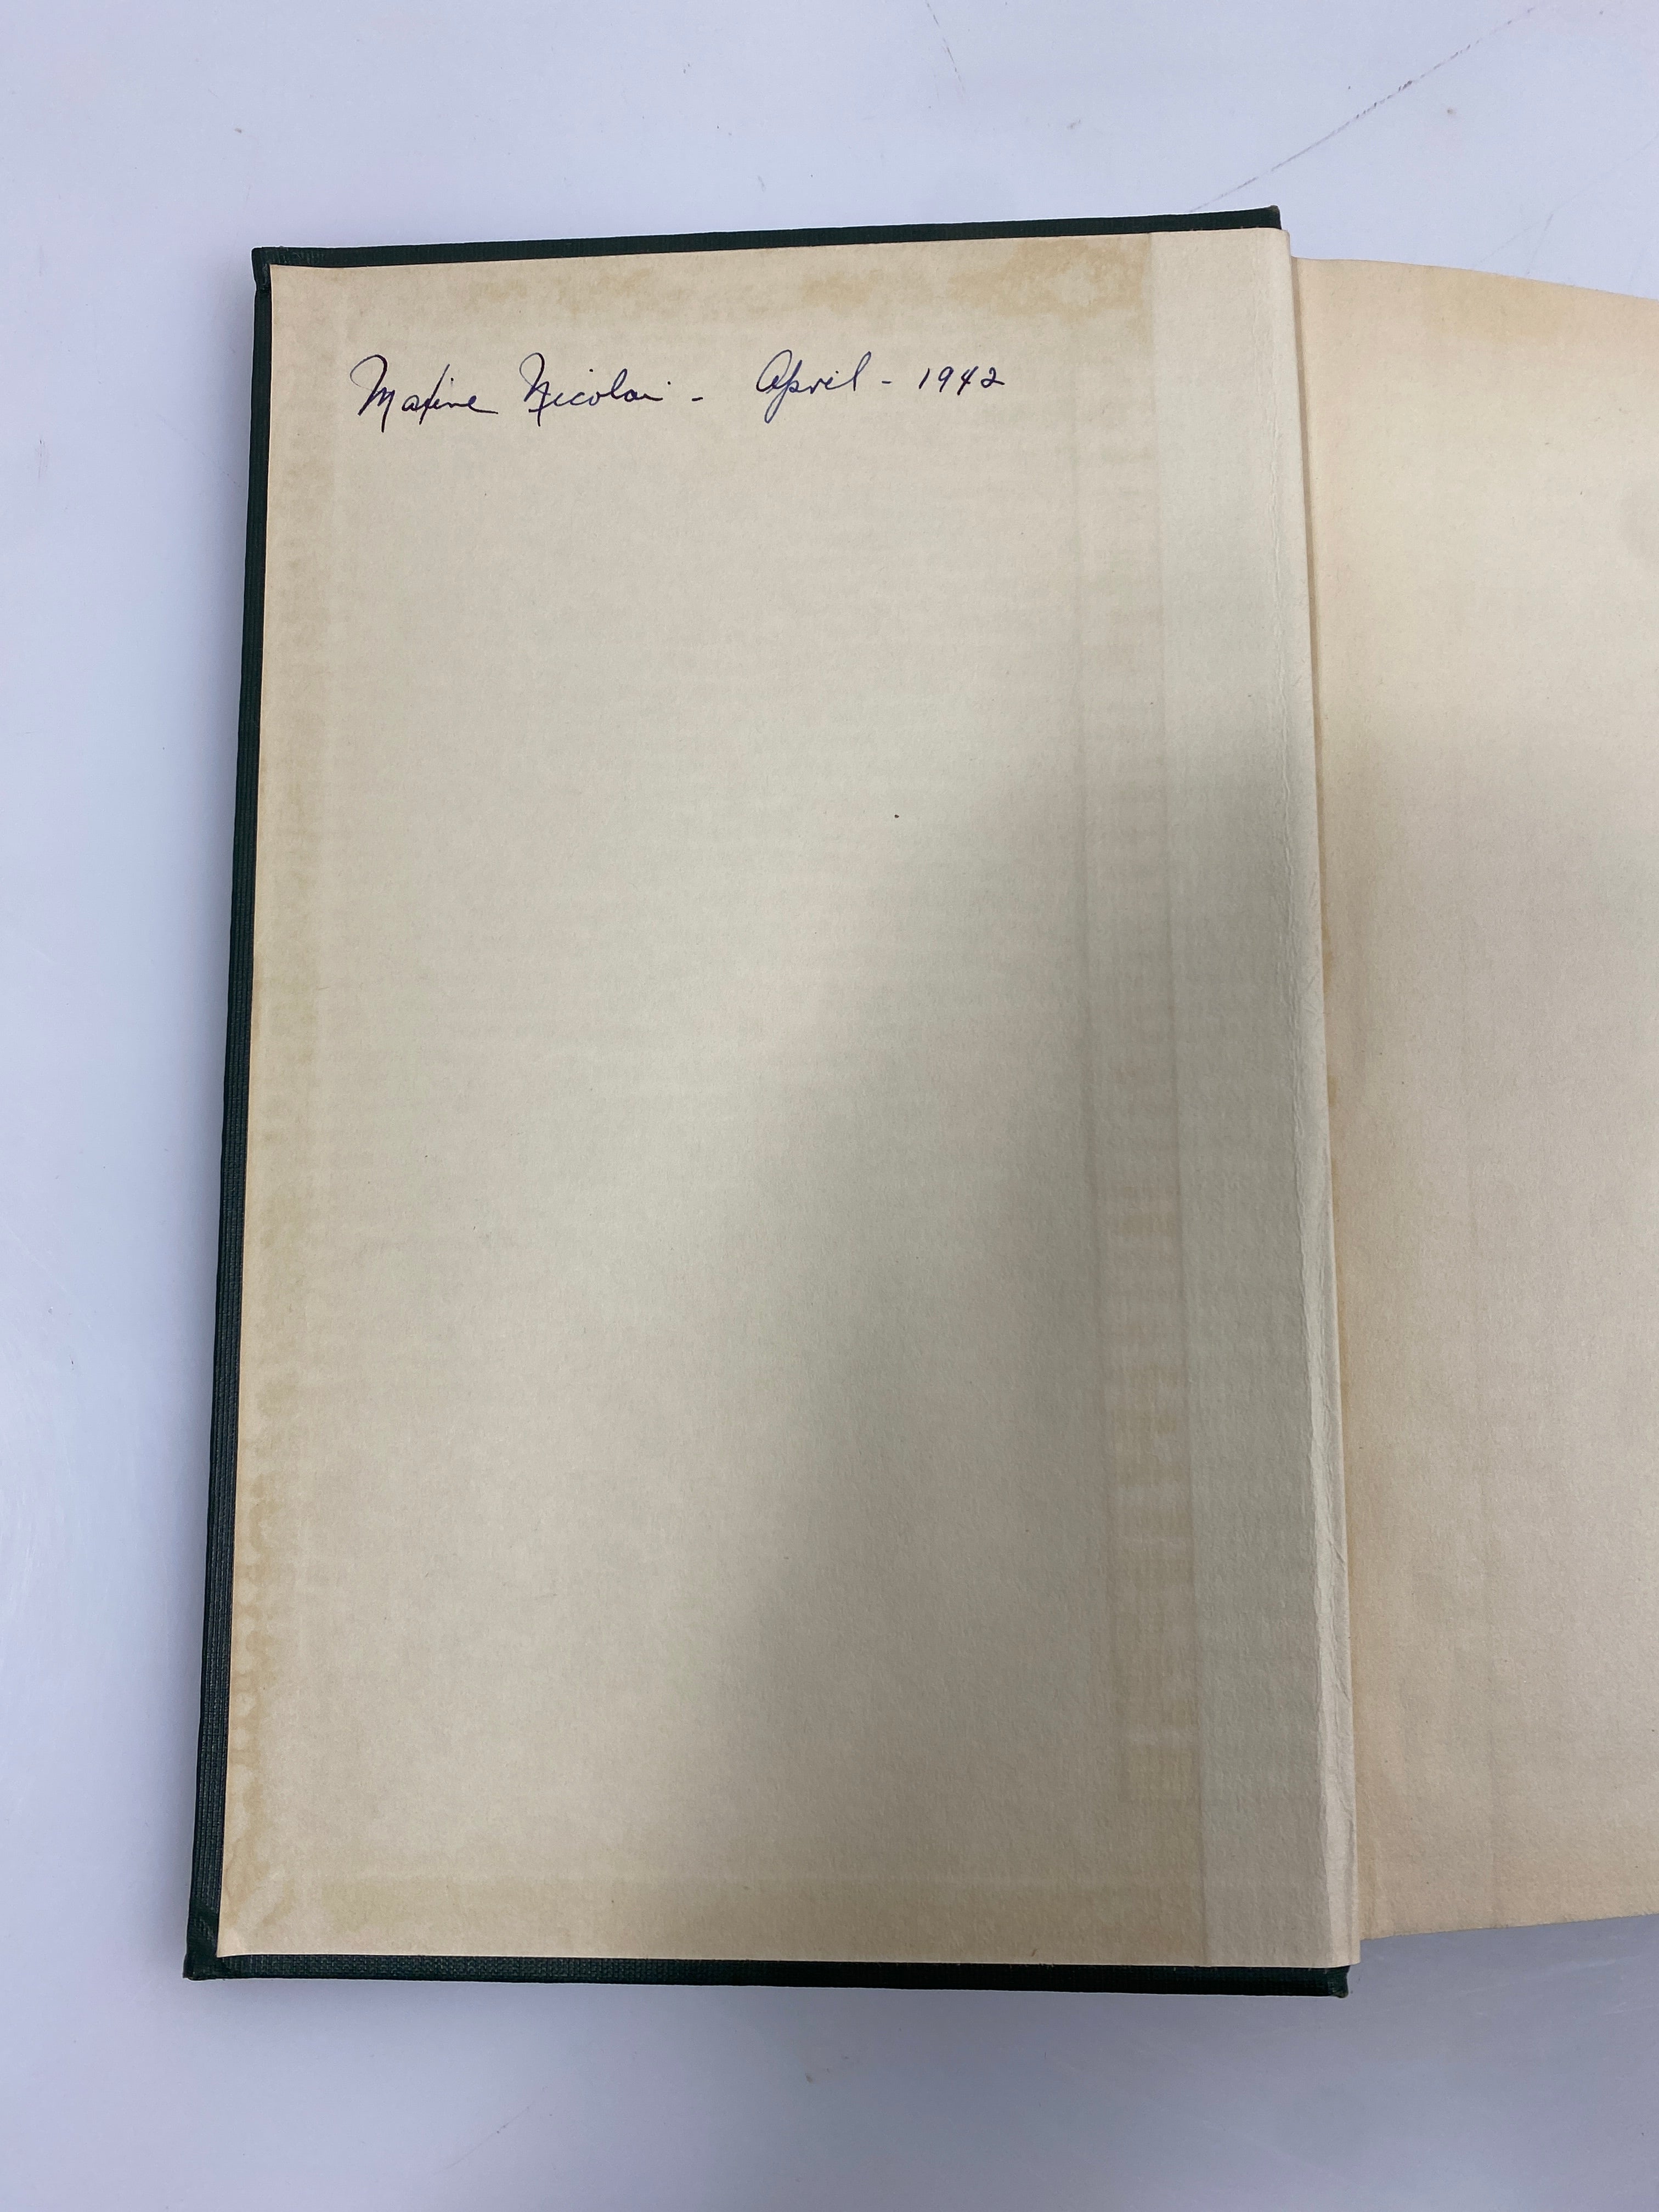 Maxine Nicolai - April - 1942